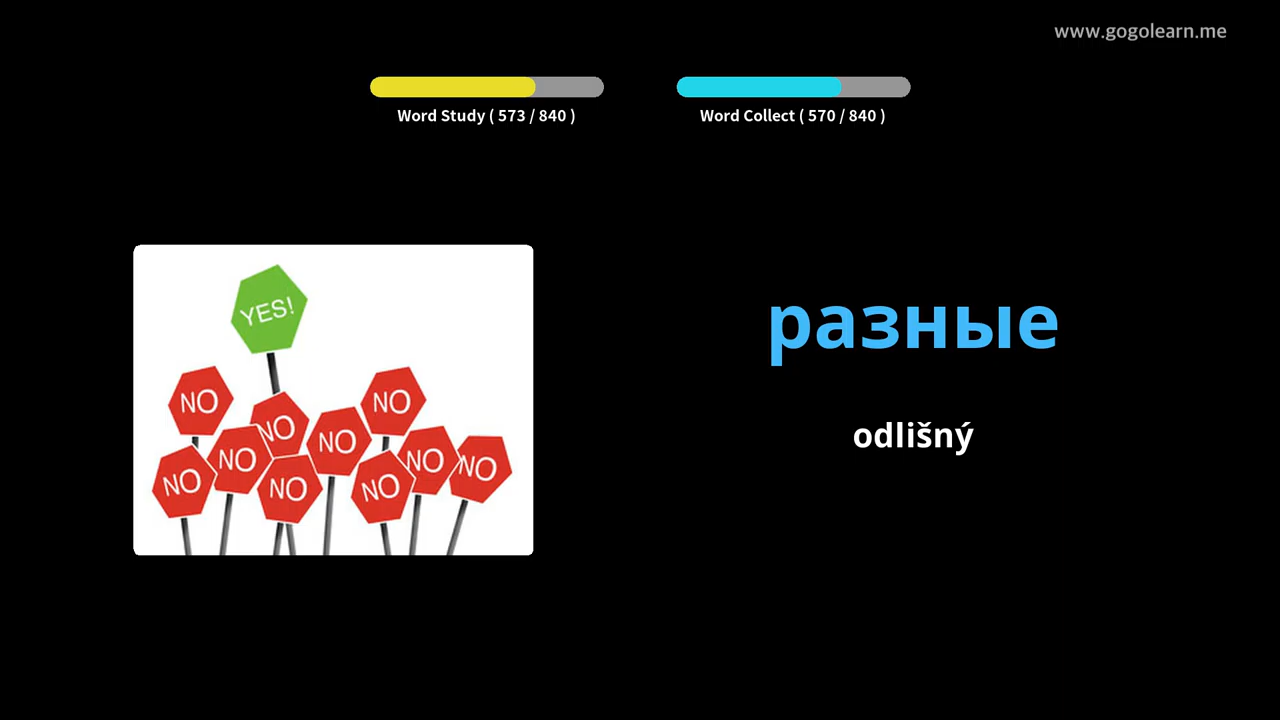 www.gogolearn.me
Word Study ( 573 / 840 )
Word Collect ( 570 / 840 )
YES!
NO
NO
NO
NO
NO
NO
NO
NO
NO
NO
разные
odlišný